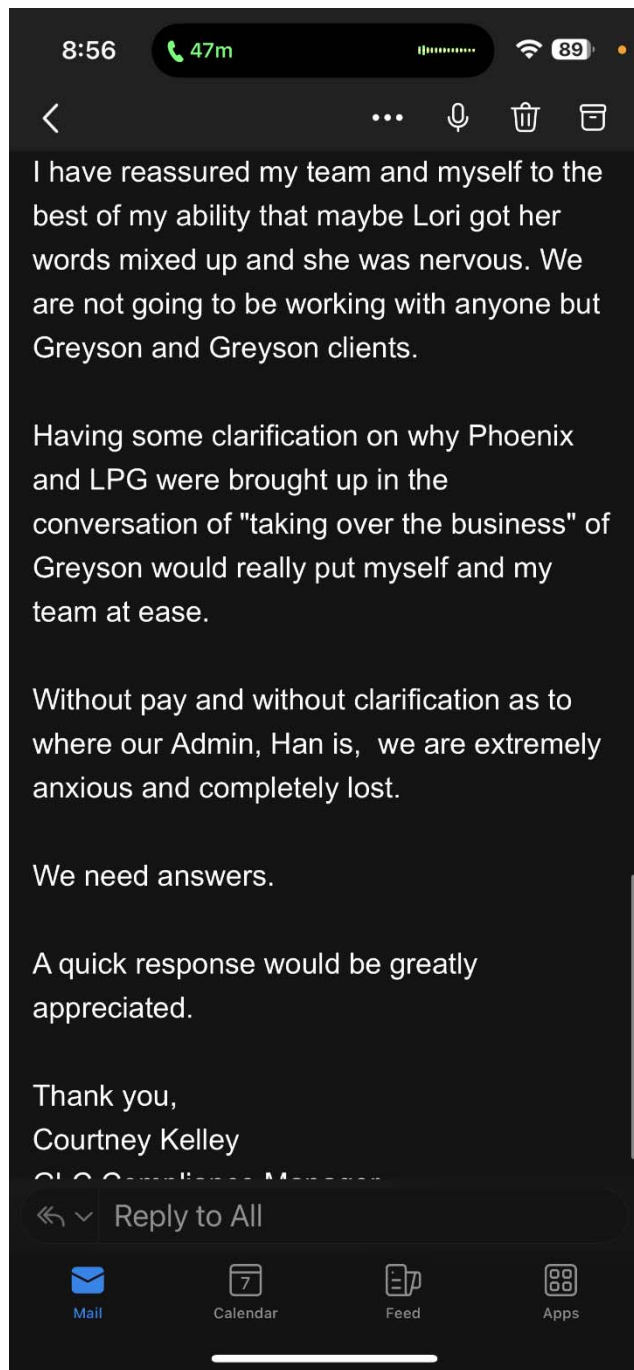 8:56
47m
89
I have reassured my team and myself to the
best of my ability that maybe Lori got her
words mixed up and she was nervous. We
are not going to be working with anyone but
Greyson and Greyson clients.
Having some clarification on why Phoenix
and LPG were brought up in the
conversation of "taking over the business" of
Greyson would really put myself and my
team at ease.
Without pay and without clarification as to
where our Admin, Han is,  we are extremely
anxious and completely lost.
We need answers.
A quick response would be greatly
appreciated.
Thank you,
Courtney Kelley
Compliance Manager
Reply to All
7
Mail
Calendar
Feed
Apps